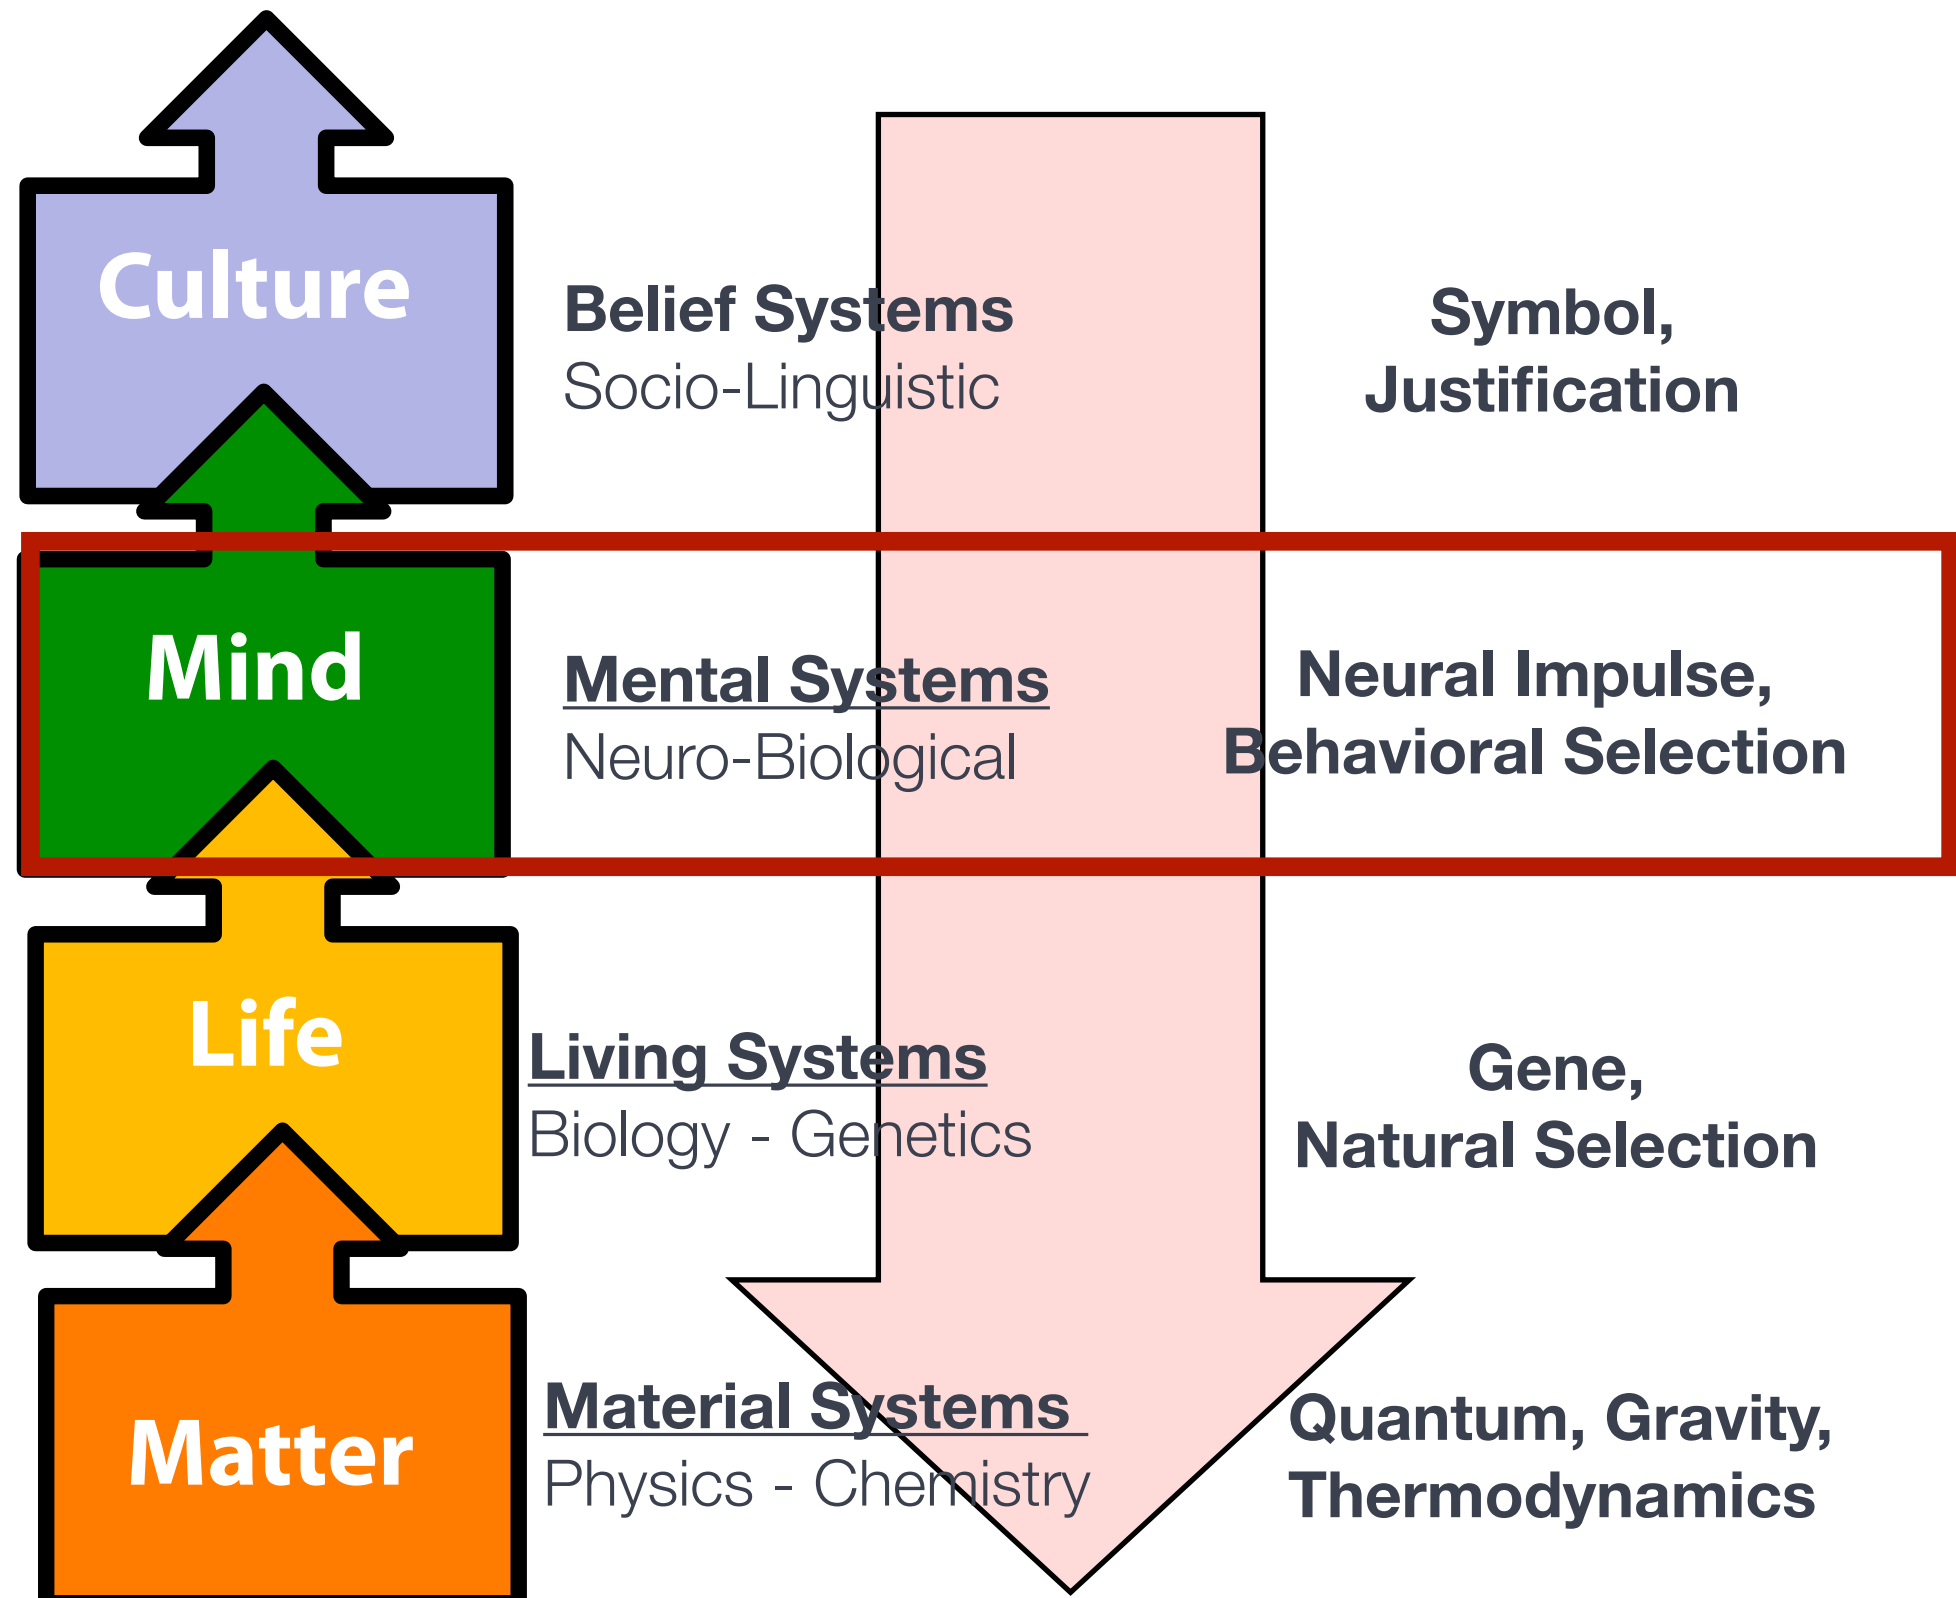 Culture
Belief Systems
Socio-Linguistic
Symbol,
Justification
Mind
Mental Systems
Neuro-Biological
Neural Impulse,
Behavioral Selection
Life
Living Systems
Biology - Genetics
Gene,
Natural Selection
Matter
Material Systems
Physics - Chemistry
Quantum, Gravity,
Thermodynamics